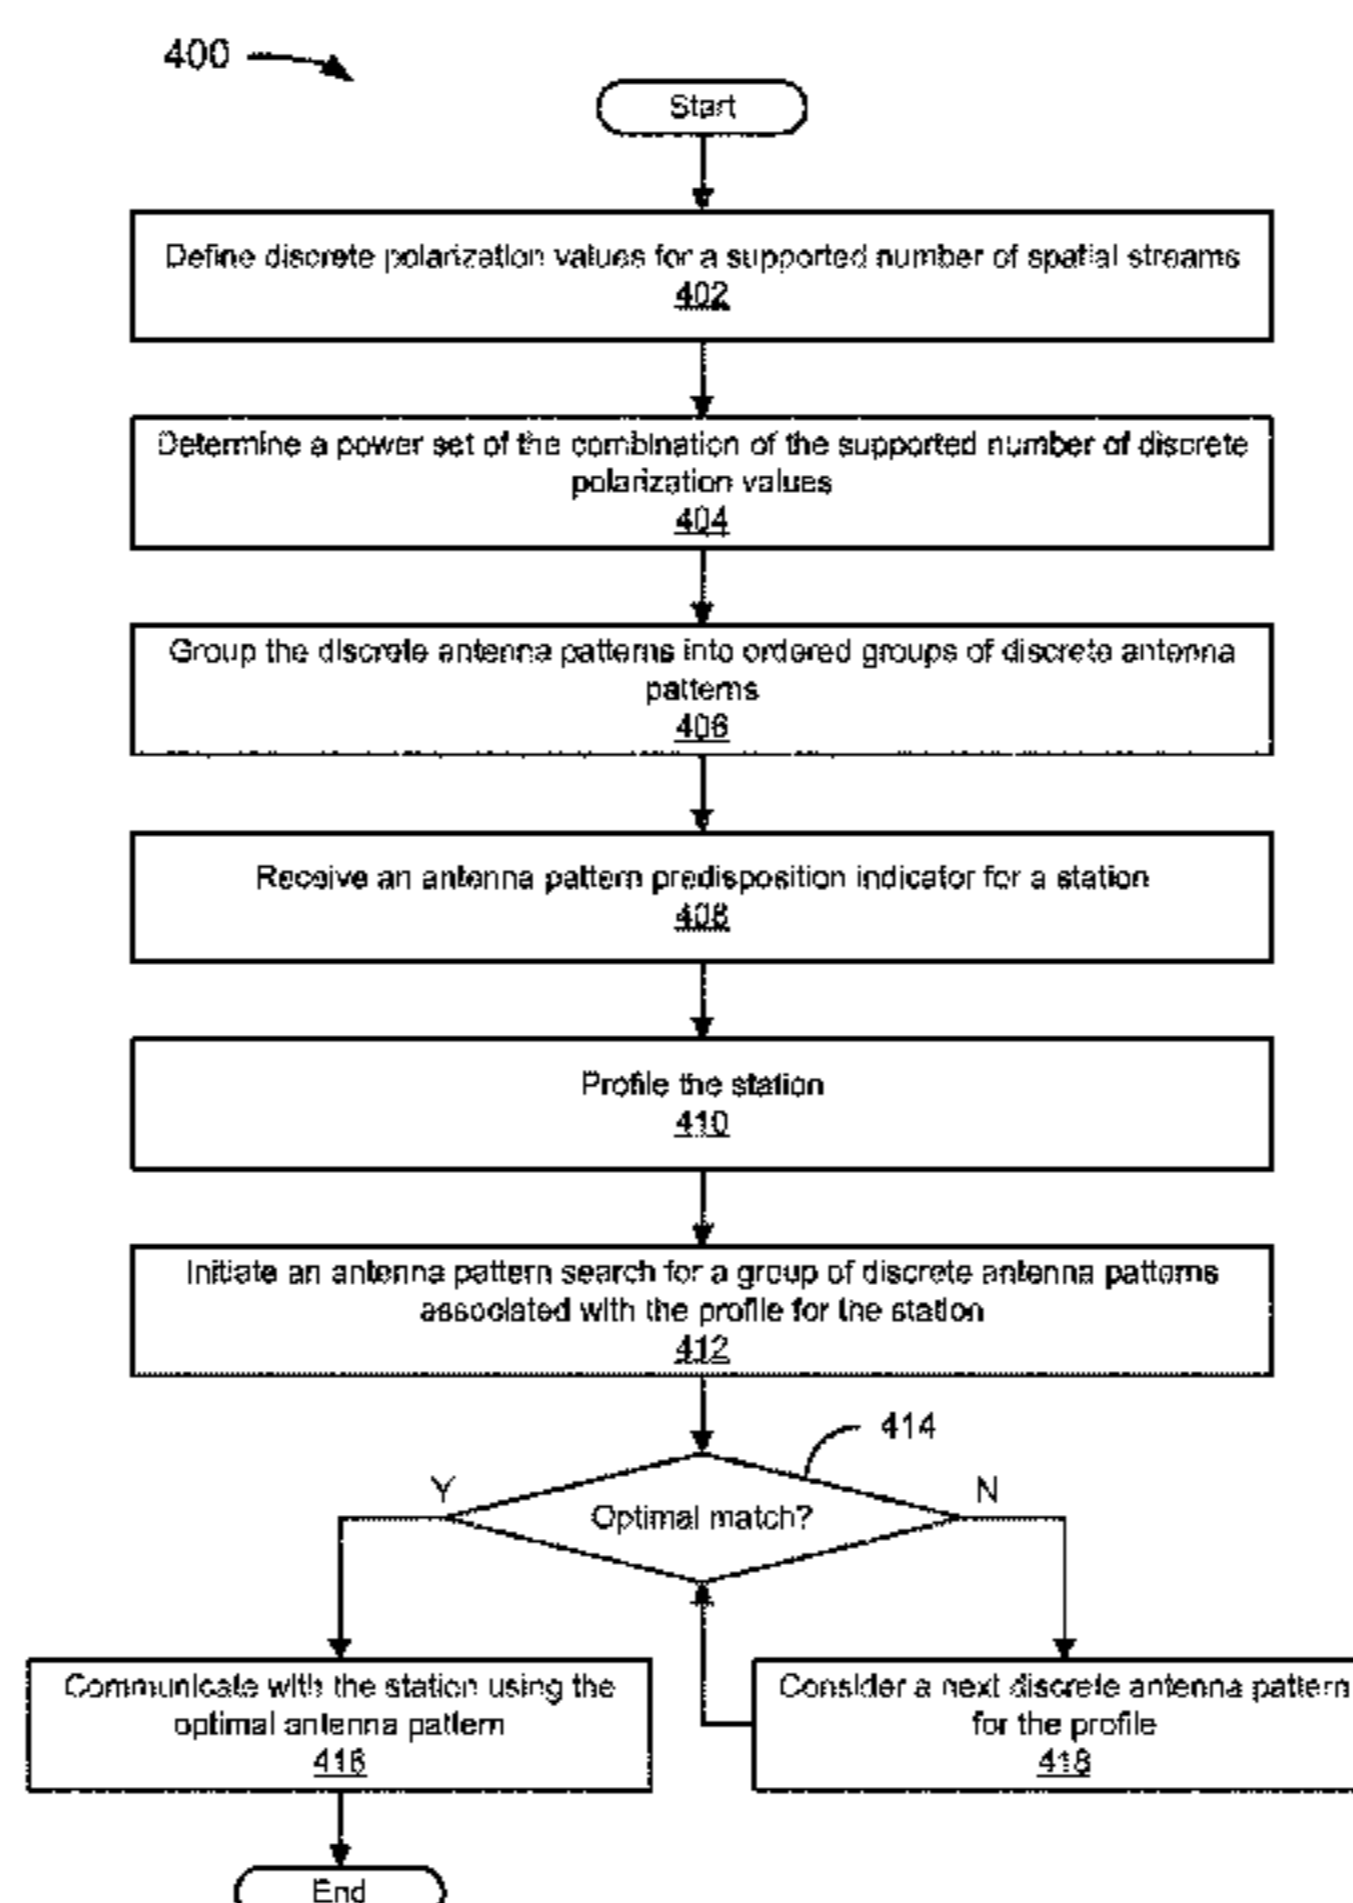 400
Start
Define discrete polarization values for a supported number of spatial streams
402
Determine a power set of the combination of the supported number of discrete
polarization values
404
Group the discrete antenna patterns into ordered groups of discrete antenna
patterns
406
Receive an antenna pattern predisposition indicator for a station
408
Profile the station
410
Initiate an antenna pattern search for a group of discrete antenna patterns
associated with the profile for the station
412
414
Y
N
Optimal match?
Communicate with the station using the
optimal antenna pattern
416
Consider a next discrete antenna pattern
for the profile
418
End